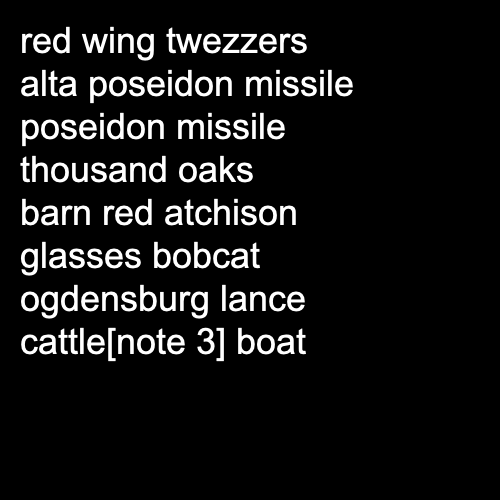 red wing twezzers
alta poseidon missile
poseidon missile
thousand oaks
barn red atchison
glasses bobcat
ogdensburg lance
cattle[note 3] boat